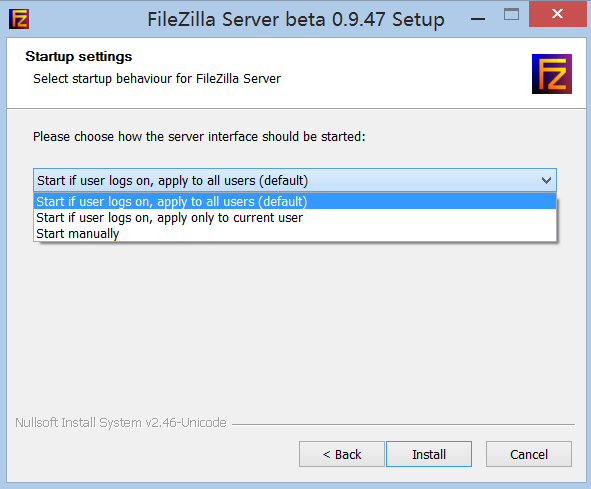 FileZilla Server beta 0.9.47 Setup
Startup settings
Select startup behaviour for FileZilla Server
Please choose how the server interface should be started:
Start if user logs on, apply to all users (default)
Start if user logs on, apply to all users (default)
Start if user logs on, apply only to current user
Start manually
Nullsoft Install System v2.46-Unicode
< Back
Install
Cancel